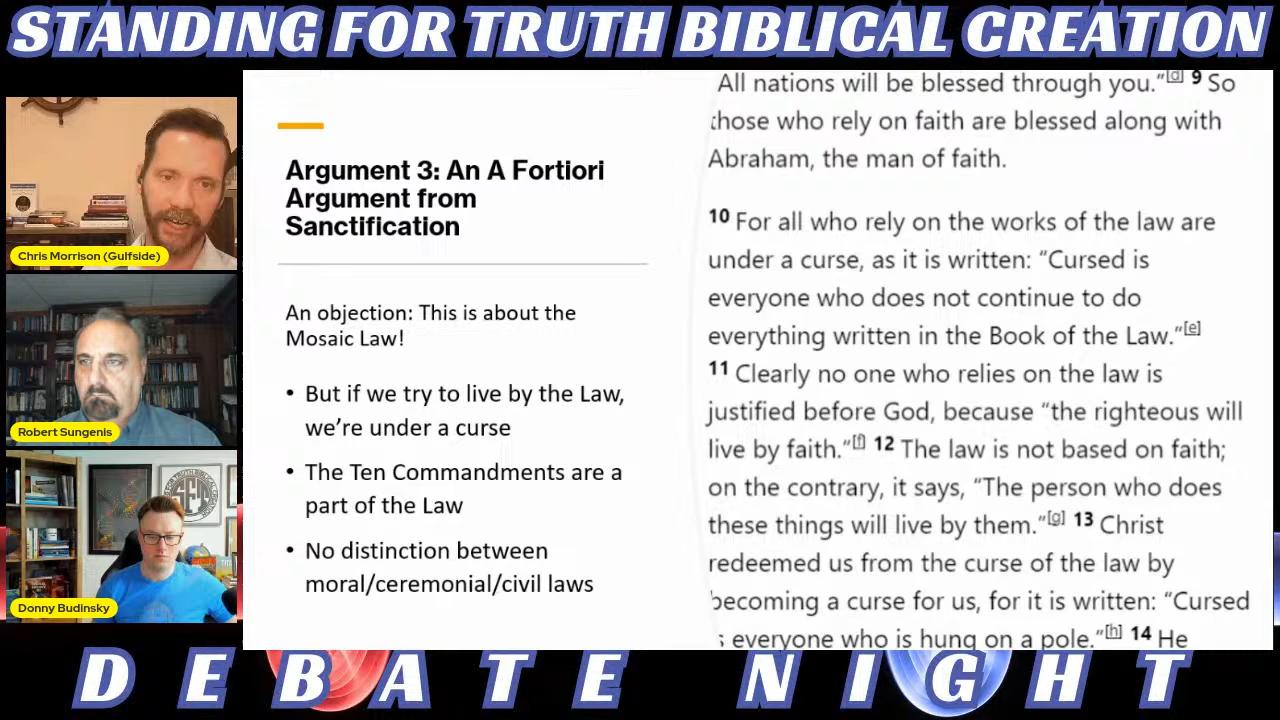 STANDING FOR TRUTH BIBLICAL CREATION
Chris Morrison (Gulfside)
Robert Sungenis
SFT
Donny Budinsky
Argument 3: An A Fortiori
Argument from
Sanctification
An objection: This is about the
Mosaic Law!
• But if we try to live by the Law,
we’re under a curse
• The Ten Commandments are a
part of the Law
• No distinction between
moral/ceremonial/civil laws
All nations will be blessed through you.”[d] 9 So
those who rely on faith are blessed along with
Abraham, the man of faith.
10 For all who rely on the works of the law are
under a curse, as it is written: “Cursed is
everyone who does not continue to do
everything written in the Book of the Law.”[e]
11 Clearly no one who relies on the law is
justified before God, because “the righteous will
live by faith.”[f] 12 The law is not based on faith;
on the contrary, it says, “The person who does
these things will live by them.”[g] 13 Christ
redeemed us from the curse of the law by
becoming a curse for us, for it is written: “Cursed
is everyone who is hung on a pole.”[h] 14 He
DEBATE NIGHT